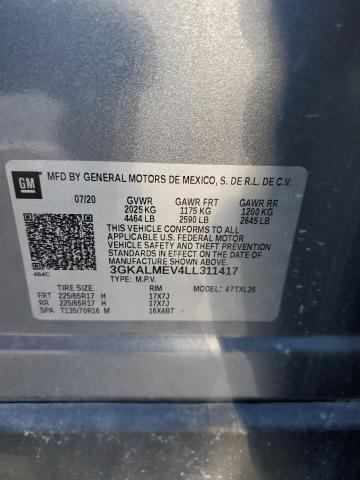 GM
MFD BY GENERAL MOTORS DE MEXICO, S. DE R.L. DE C.V.
07/20 GVWR GAWR FRT GAWR RR
2025 KG 1175 KG 1200 KG
4464 LB 2590 LB 2645 LB
THIS VEHICLE CONFORMS TO ALL
APPLICABLE U.S. FEDERAL MOTOR
VEHICLE SAFETY AND THEFT PREVENTION
STANDARDS IN EFFECT ON THE DATE OF
MANUFACTURE SHOWN ABOVE.
464C 3GKALMEV4LL311417
TYPE: M.P.V. MODEL: 47TXL26
TIRE SIZE RIM
FRT 225/65R17 H 17X7J
RR 225/65R17 H 17X7J
SPA T135/70R16 M 16X4BT